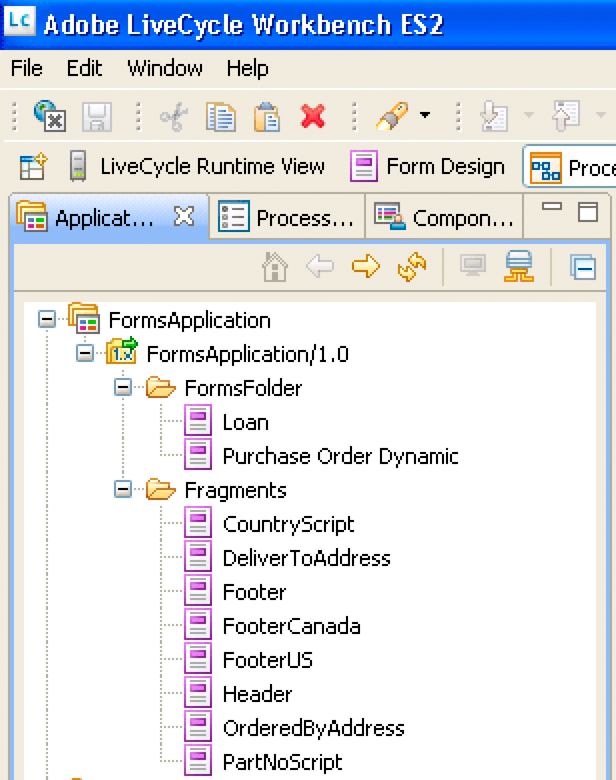 Lc Adobe LiveCycle Workbench ES2
File Edit Window Help
LiveCycle Runtime View Form Design Proce
Applicat... Process... Compon...
FormsApplication
1.x FormsApplication/1.0
FormsFolder
Loan
Purchase Order Dynamic
Fragments
CountryScript
DeliverToAddress
Footer
FooterCanada
FooterUS
Header
OrderedByAddress
PartNoScript